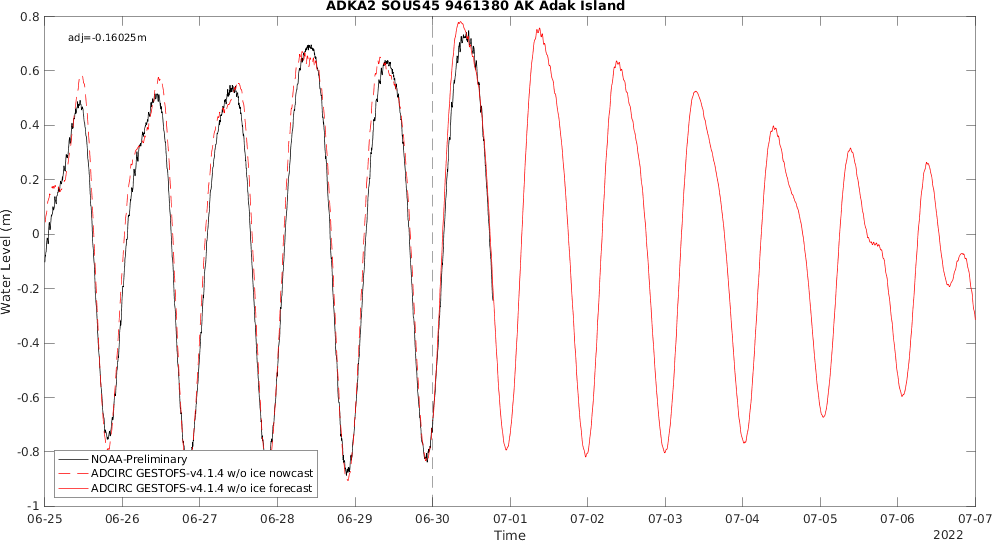 ADKA2 SOUS45 9461380 AK Adak Island
adj=-0.16025m
0.8
0.6
0.4
0.2
0
-0.2
-0.4
-0.6
-0.8
-1
Water Level (m)
NOAA-Preliminary
ADCIRC GESTOFS-v4.1.4 w/o ice nowcast
ADCIRC GESTOFS-v4.1.4 w/o ice forecast
06-25 06-26 06-27 06-28 06-29 06-30 07-01 07-02 07-03 07-04 07-05 07-06 07-07
Time
2022